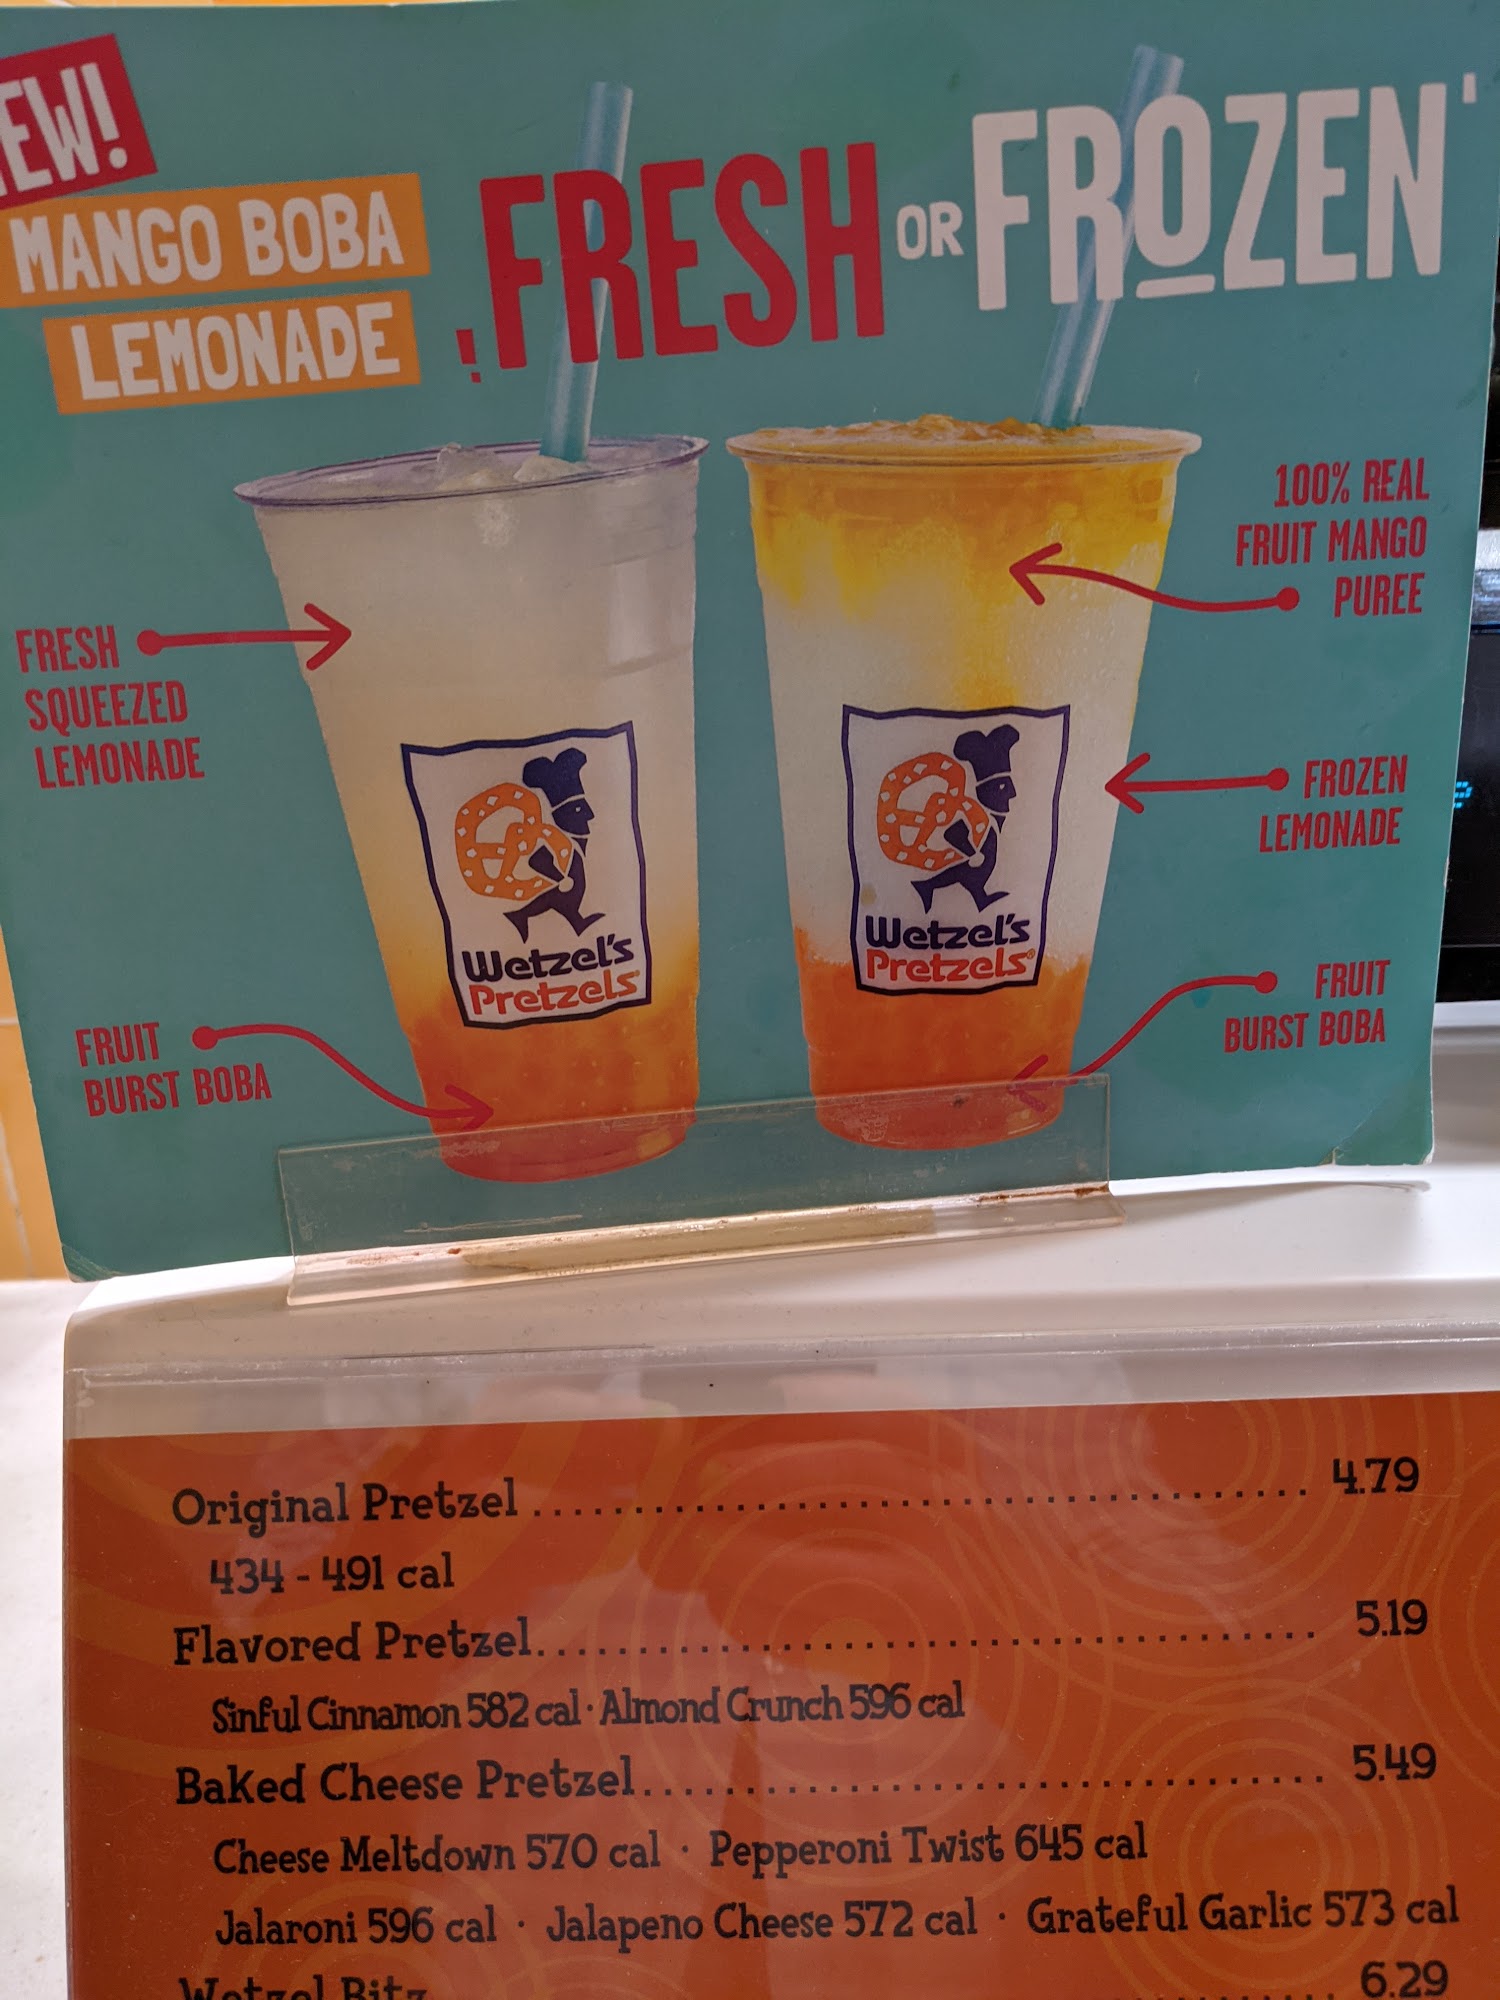 EW!
MANGO BOBA
LEMONADE
FRESH OR FROZEN
FRESH
SQUEEZED
LEMONADE
100% REAL
FRUIT MANGO
PUREE
FROZEN
LEMONADE
FRUIT
BURST BOBA
FRUIT
BURST BOBA
Wetzel's
Pretzels
Wetzel's
Pretzels®
Original Pretzel 4.79
434 - 491 cal
Flavored Pretzel 5.19
Sinful Cinnamon 582 cal · Almond Crunch 596 cal
Baked Cheese Pretzel 5.49
Cheese Meltdown 570 cal · Pepperoni Twist 645 cal
Jalaroni 596 cal · Jalapeno Cheese 572 cal · Grateful Garlic 573 cal
Wetzel Bitz 6.29